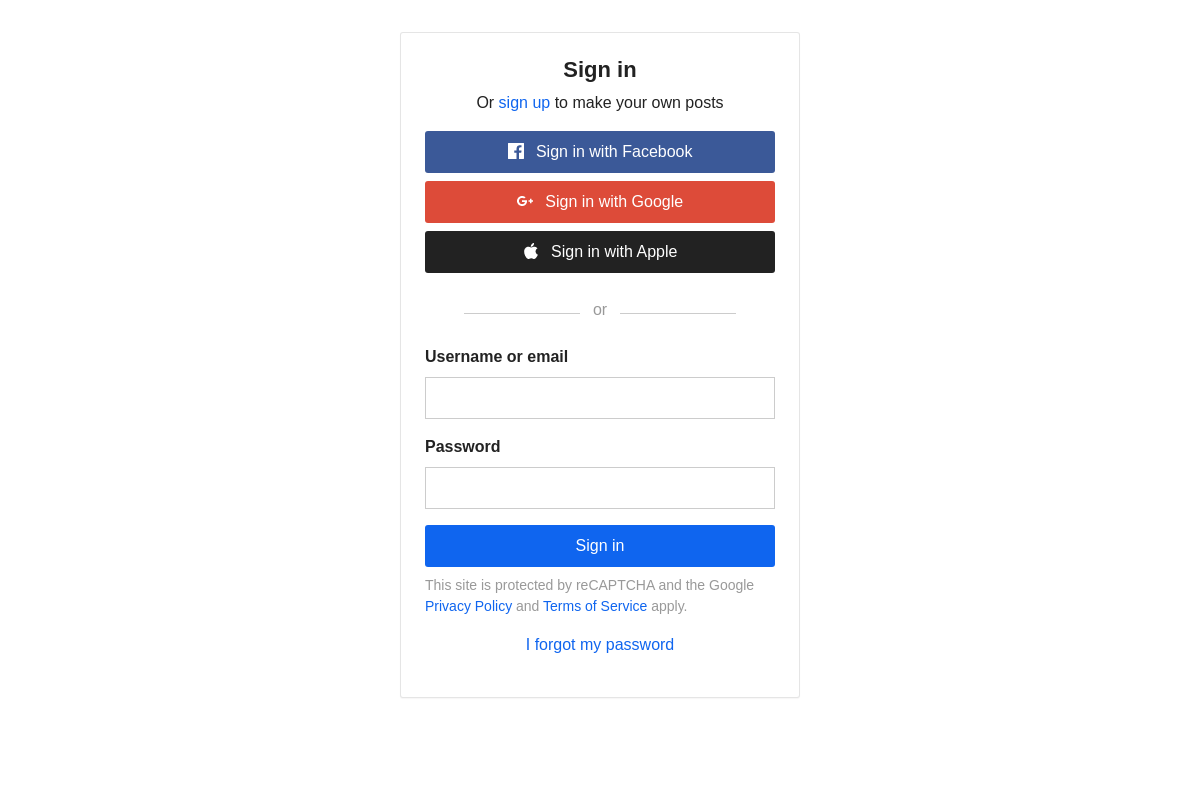 Sign in
Or sign up to make your own posts
Sign in with Facebook
Sign in with Google
Sign in with Apple
or
Username or email
Password
Sign in
This site is protected by reCAPTCHA and the Google
Privacy Policy and Terms of Service apply.
I forgot my password